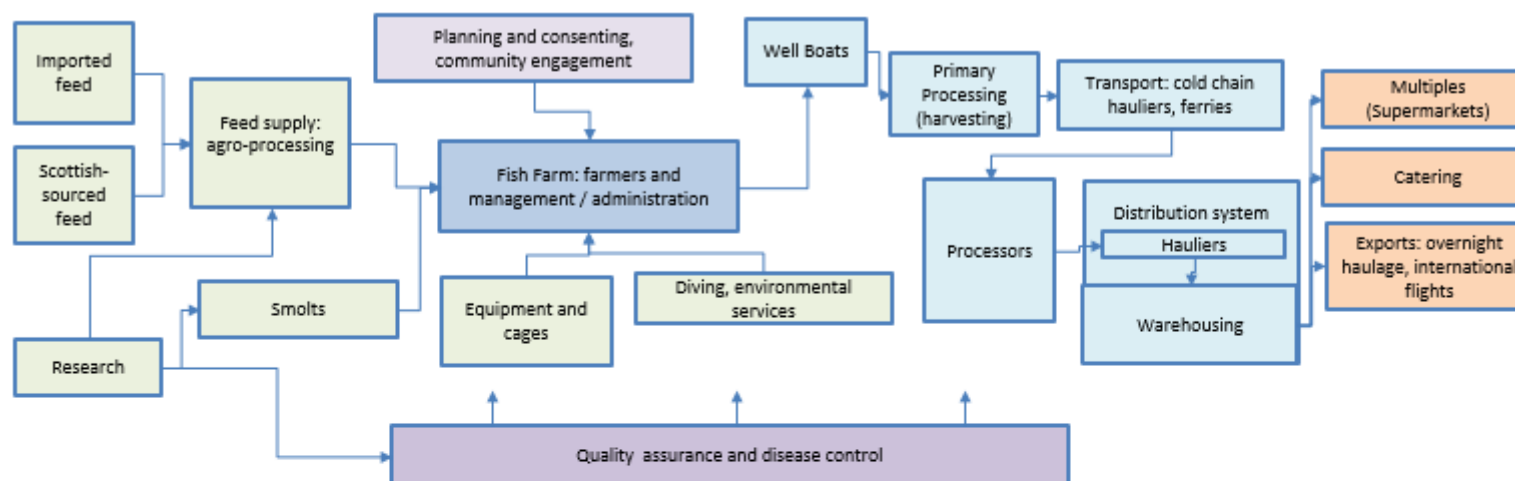 Imported
feed
Scottish-
sourced
feed
Research
Feed supply:
agro-processing
Smolts
Planning and consenting,
community engagement
Fish Farm: farmers and
management / administration
Equipment and
cages
Diving, environmental
services
Quality assurance and disease control
Well Boats
Primary
Processing
(harvesting)
Transport: cold chain
hauliers, ferries
Processors
Distribution system
Hauliers
Warehousing
Multiples
(Supermarkets)
Catering
Exports: overnight
haulage, international
flights